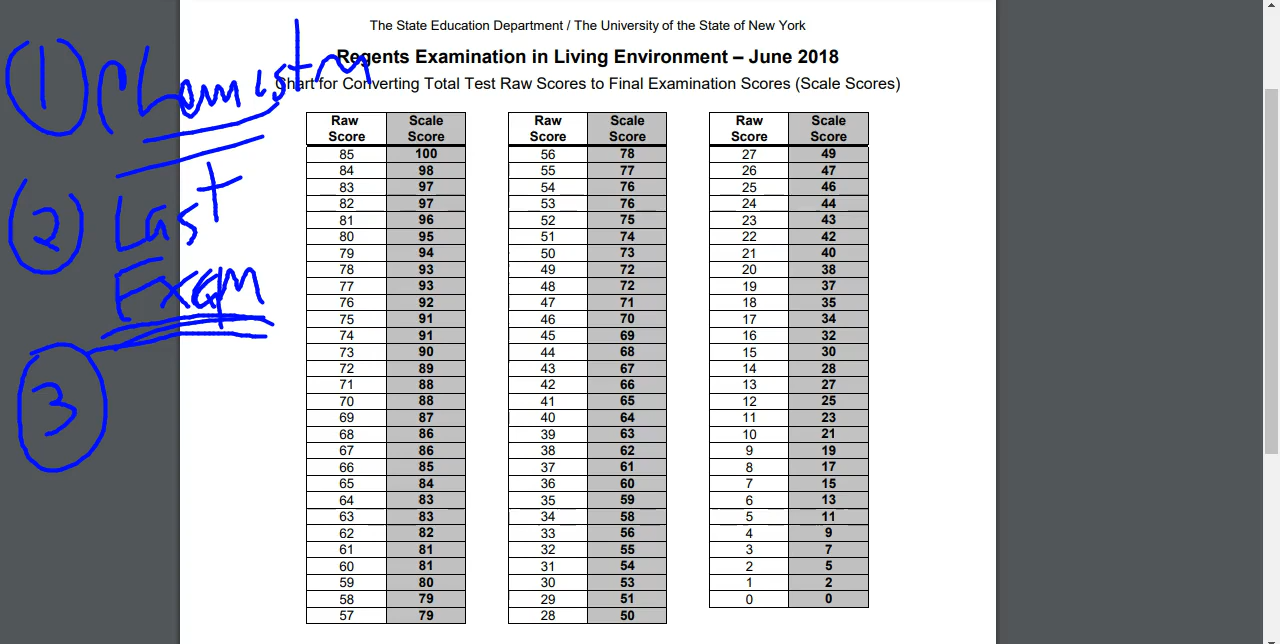 The State Education Department / The University of the State of New York
Regents Examination in Living Environment – June 2018
Chart for Converting Total Test Raw Scores to Final Examination Scores (Scale Scores)
1 Chemistry
2 Last
Exam
3
Raw Score Scale Score Raw Score Scale Score Raw Score Scale Score
85 100 56 78 27 49
84 98 55 77 26 47
83 97 54 76 25 46
82 97 53 76 24 44
81 96 52 75 23 43
80 95 51 74 22 42
79 94 50 73 21 40
78 93 49 72 20 38
77 93 48 72 19 37
76 92 47 71 18 35
75 91 46 70 17 34
74 91 45 69 16 32
73 90 44 68 15 30
72 89 43 67 14 28
71 88 42 66 13 27
70 88 41 65 12 25
69 87 40 64 11 23
68 86 39 63 10 21
67 86 38 62 9 19
66 85 37 61 8 17
65 84 36 60 7 15
64 83 35 59 6 13
63 83 34 58 5 11
62 82 33 56 4 9
61 81 32 55 3 7
60 81 31 54 2 5
59 80 30 53 1 2
58 79 29 51 0 0
57 79 28 50